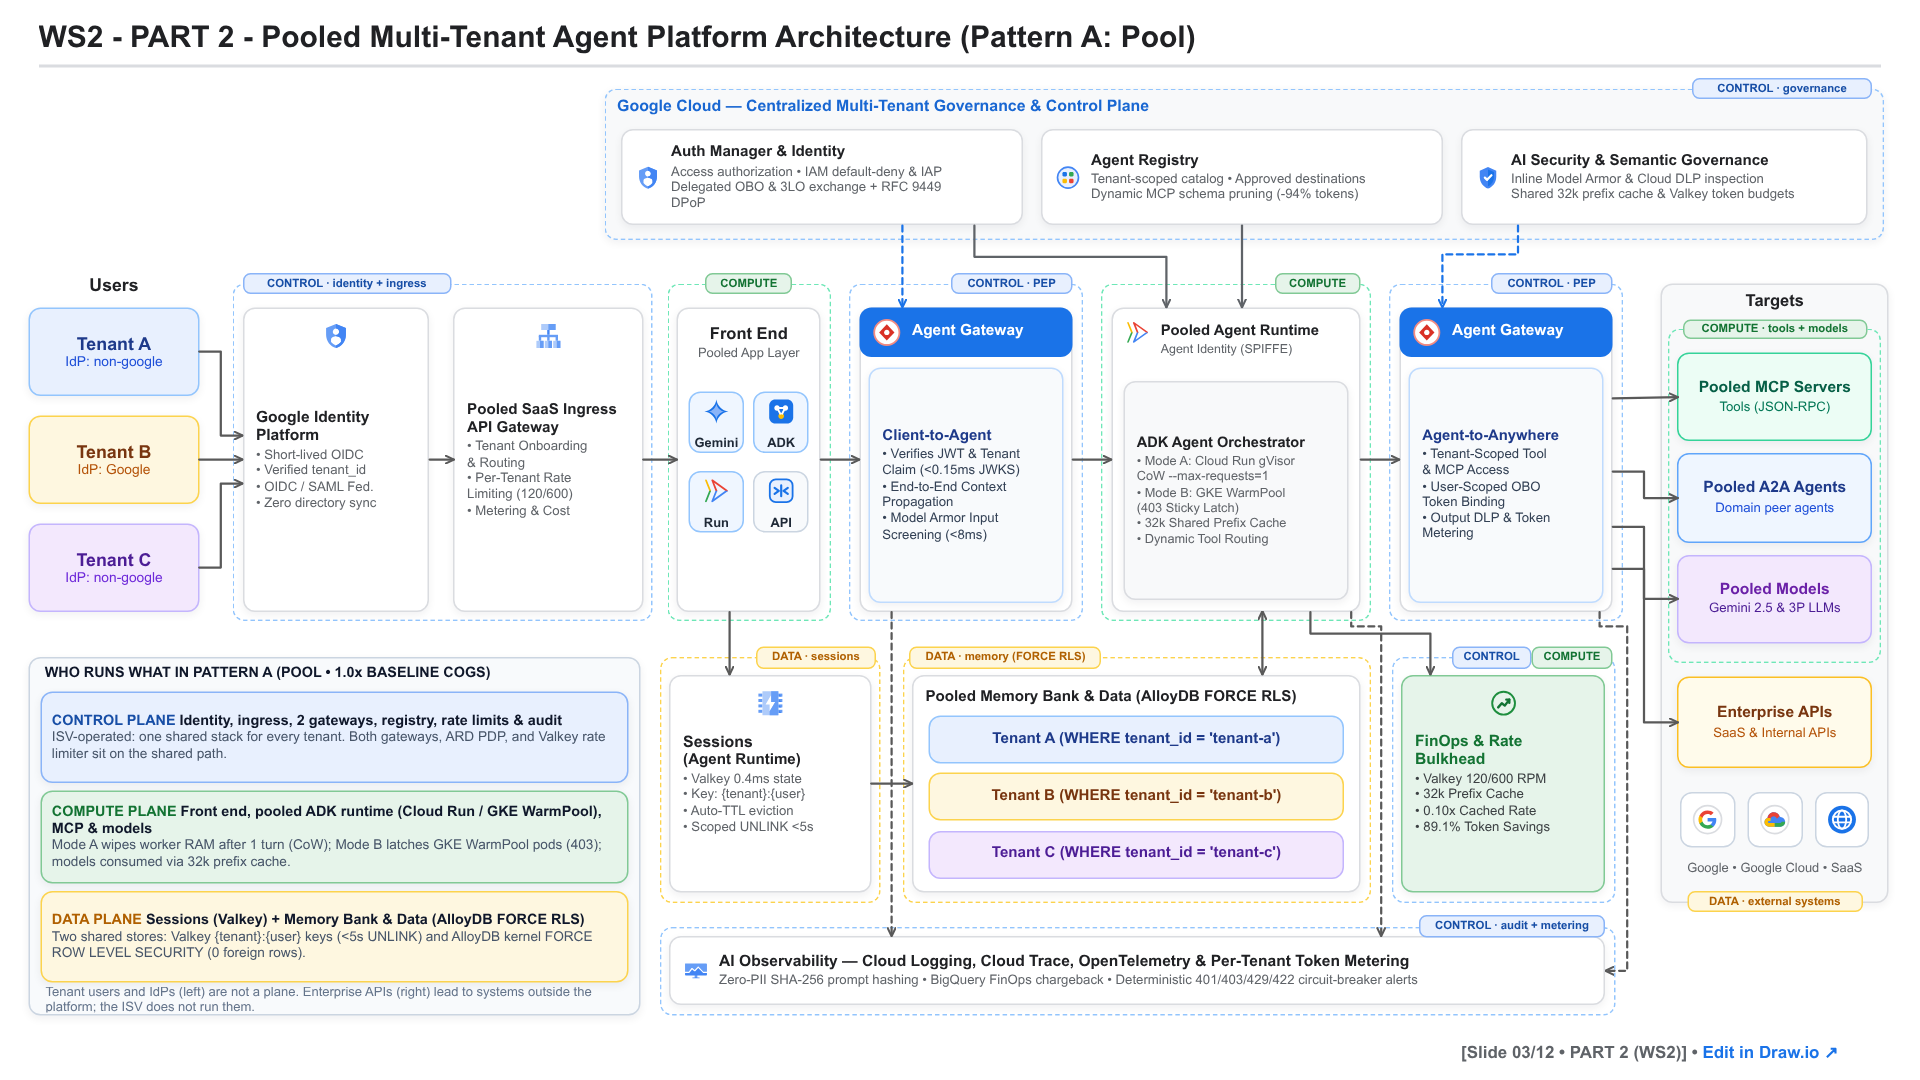 WS2 - PART 2 - Pooled Multi-Tenant Agent Platform Architecture (Pattern A: Pool)
CONTROL · governance
Google Cloud — Centralized Multi-Tenant Governance & Control Plane
Auth Manager & Identity
Access authorization • IAM default-deny & IAP
Delegated OBO & 3LO exchange + RFC 9449
DPoP
Agent Registry
Tenant-scoped catalog • Approved destinations
Dynamic MCP schema pruning (-94% tokens)
AI Security & Semantic Governance
Inline Model Armor & Cloud DLP inspection
Shared 32k prefix cache & Valkey token budgets
Users
Tenant A
IdP: non-google
Tenant B
IdP: Google
Tenant C
IdP: non-google
CONTROL · identity + ingress
Google Identity
Platform
• Short-lived OIDC
• Verified tenant_id
• OIDC / SAML Fed.
• Zero directory sync
Pooled SaaS Ingress
API Gateway
• Tenant Onboarding
& Routing
• Per-Tenant Rate
Limiting (120/600)
• Metering & Cost
COMPUTE
Front End
Pooled App Layer
Gemini
ADK
Run
API
CONTROL · PEP
Agent Gateway
Client-to-Agent
• Verifies JWT & Tenant
Claim (<0.15ms JWKS)
• End-to-End Context
Propagation
• Model Armor Input
Screening (<8ms)
COMPUTE
Pooled Agent Runtime
Agent Identity (SPIFFE)
ADK Agent Orchestrator
• Mode A: Cloud Run gVisor
CoW --max-requests=1
• Mode B: GKE WarmPool
(403 Sticky Latch)
• 32k Shared Prefix Cache
• Dynamic Tool Routing
CONTROL · PEP
Agent Gateway
Agent-to-Anywhere
• Tenant-Scoped Tool
& MCP Access
• User-Scoped OBO
Token Binding
• Output DLP & Token
Metering
Targets
COMPUTE · tools + models
Pooled MCP Servers
Tools (JSON-RPC)
Pooled A2A Agents
Domain peer agents
Pooled Models
Gemini 2.5 & 3P LLMs
Enterprise APIs
SaaS & Internal APIs
Google • Google Cloud • SaaS
DATA · external systems
WHO RUNS WHAT IN PATTERN A (POOL • 1.0x BASELINE COGS)
CONTROL PLANE Identity, ingress, 2 gateways, registry, rate limits & audit
ISV-operated: one shared stack for every tenant. Both gateways, ARD PDP, and Valkey rate
limiter sit on the shared path.
COMPUTE PLANE Front end, pooled ADK runtime (Cloud Run / GKE WarmPool),
MCP & models
Mode A wipes worker RAM after 1 turn (CoW); Mode B latches GKE WarmPool pods (403);
models consumed via 32k prefix cache.
DATA PLANE Sessions (Valkey) + Memory Bank & Data (AlloyDB FORCE RLS)
Two shared stores: Valkey {tenant}:{user} keys (<5s UNLINK) and AlloyDB kernel FORCE
ROW LEVEL SECURITY (0 foreign rows).
Tenant users and IdPs (left) are not a plane. Enterprise APIs (right) lead to systems outside the
platform; the ISV does not run them.
DATA · sessions
Sessions
(Agent Runtime)
• Valkey 0.4ms state
• Key: {tenant}:{user}
• Auto-TTL eviction
• Scoped UNLINK <5s
DATA · memory (FORCE RLS)
Pooled Memory Bank & Data (AlloyDB FORCE RLS)
Tenant A (WHERE tenant_id = 'tenant-a')
Tenant B (WHERE tenant_id = 'tenant-b')
Tenant C (WHERE tenant_id = 'tenant-c')
CONTROL
COMPUTE
FinOps & Rate
Bulkhead
• Valkey 120/600 RPM
• 32k Prefix Cache
• 0.10x Cached Rate
• 89.1% Token Savings
CONTROL · audit + metering
AI Observability — Cloud Logging, Cloud Trace, OpenTelemetry & Per-Tenant Token Metering
Zero-PII SHA-256 prompt hashing • BigQuery FinOps chargeback • Deterministic 401/403/429/422 circuit-breaker alerts
[Slide 03/12 • PART 2 (WS2)] • Edit in Draw.io ↗